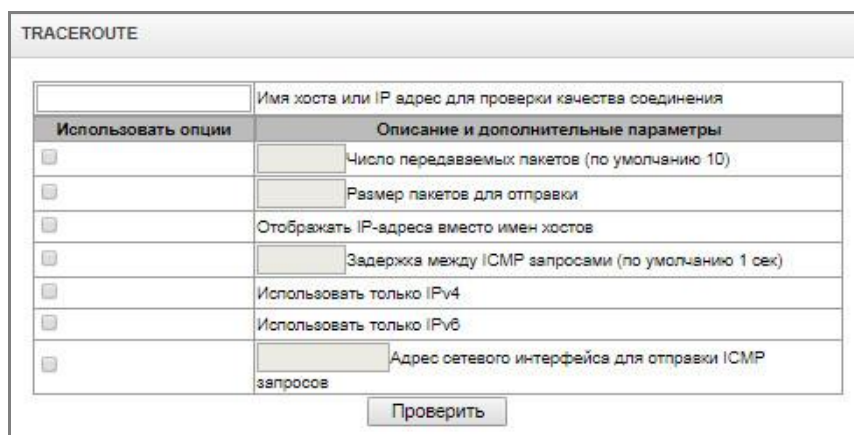 TRACEROUTE
Имя хоста или IP адрес для проверки качества соединения
Использовать опции Описание и дополнительные параметры
Число передаваемых пакетов (по умолчанию 10)
Размер пакетов для отправки
Отображать IP-адреса вместо имен хостов
Задержка между ICMP запросами (по умолчанию 1 сек)
Использовать только IPv4
Использовать только IPv6
Адрес сетевого интерфейса для отправки ICMP
запросов
Проверить